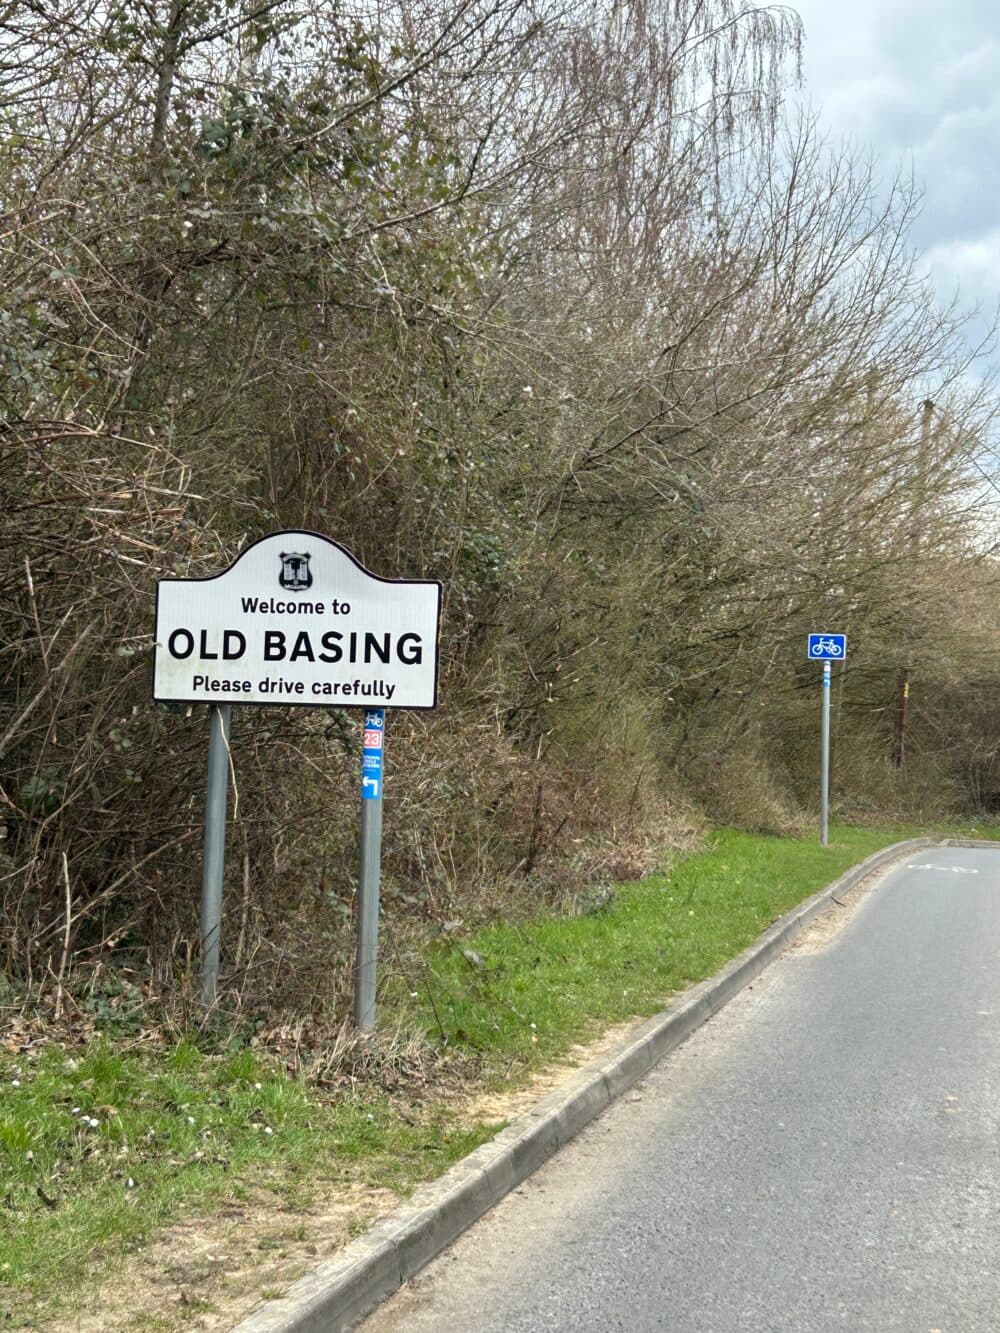 Welcome to
OLD BASING
Please drive carefully
23